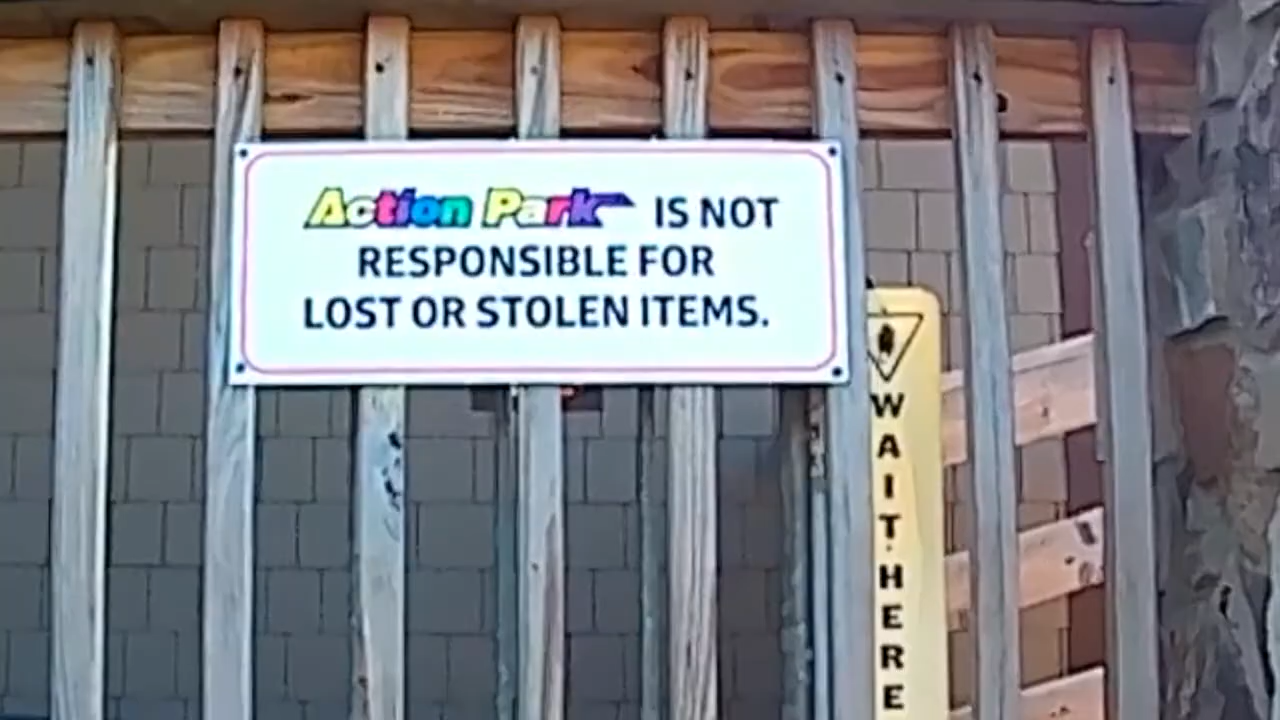 Action Park IS NOT
RESPONSIBLE FOR
LOST OR STOLEN ITEMS.
WAIT HERE